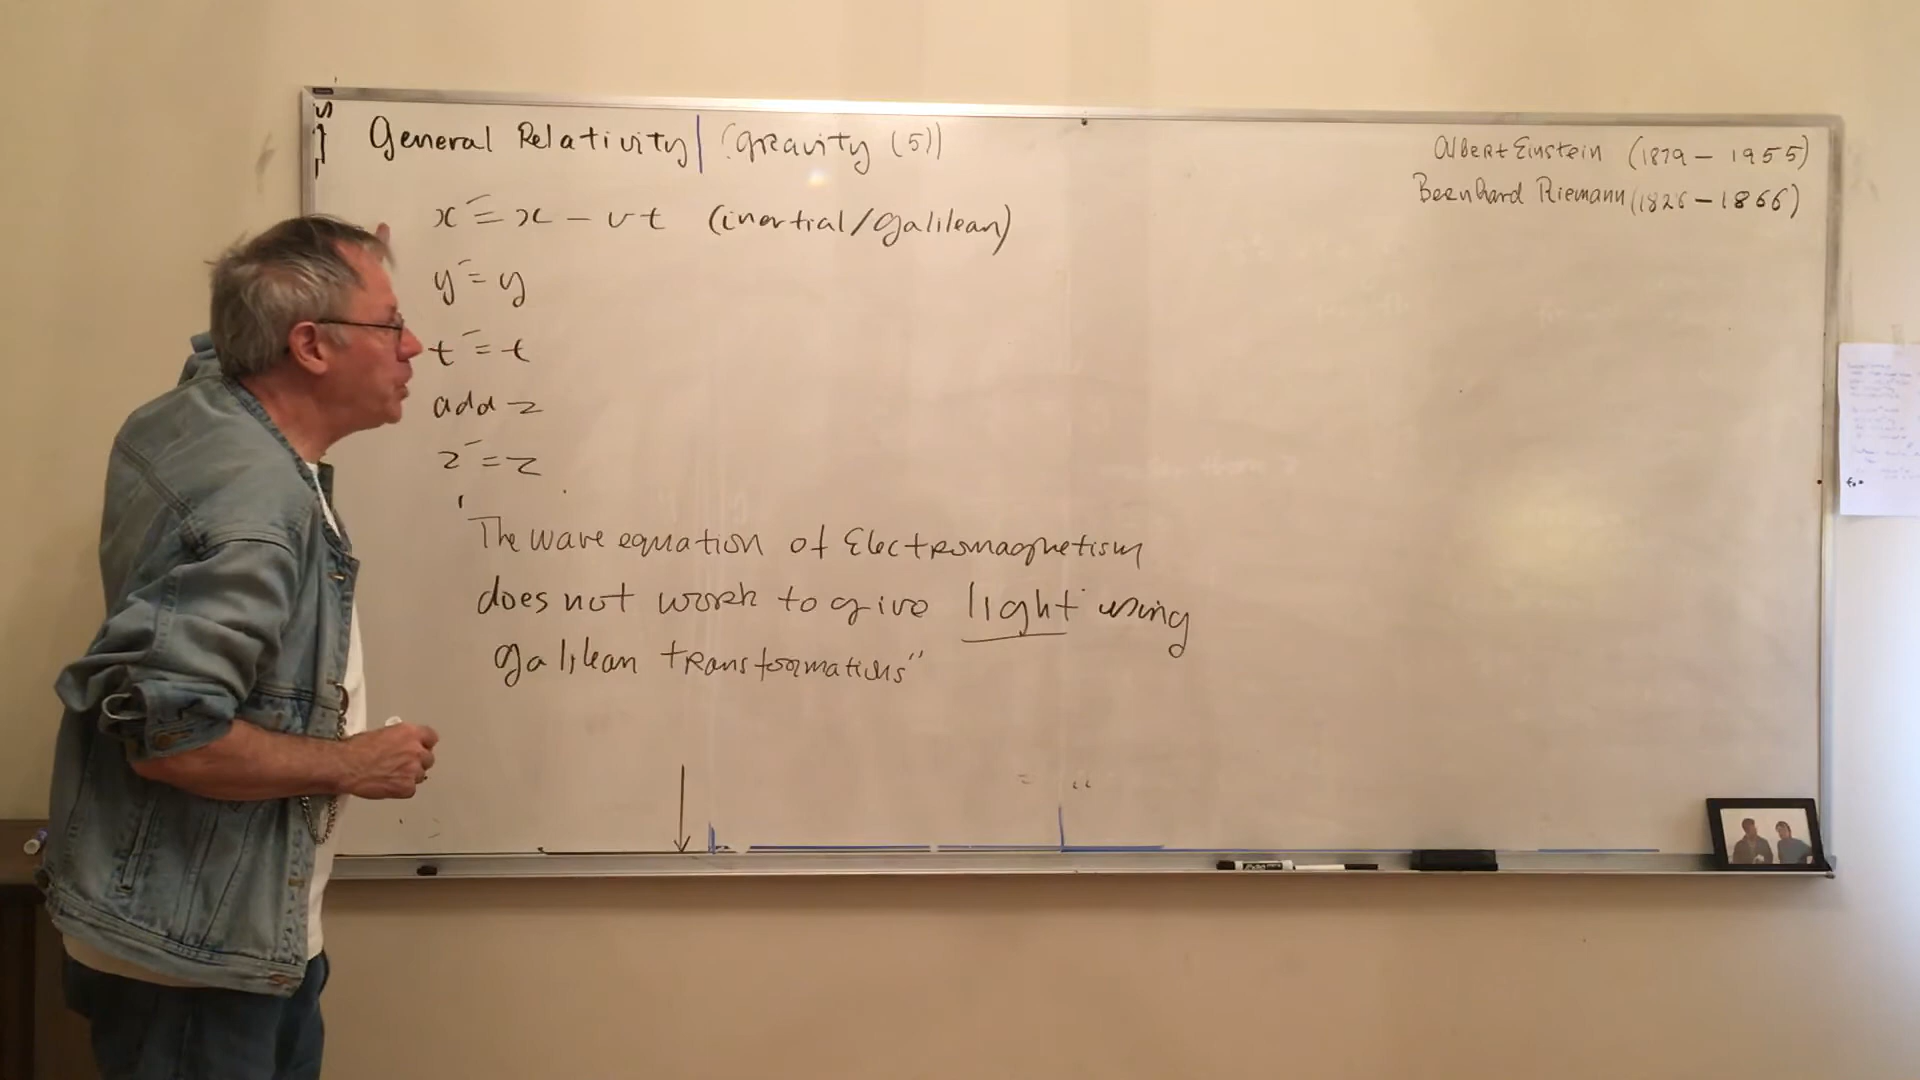 General Relativity | (gravity (5))
Albert Einstein (1879 – 1955)
Bernhard Riemann (1826 – 1866)
x̄ = x – vt (inertial/Galilean)
ȳ = y
t̄ = t
add z
z̄ = z
"The wave equation of Electromagnetism
does not work to give light using
galilean transformations"